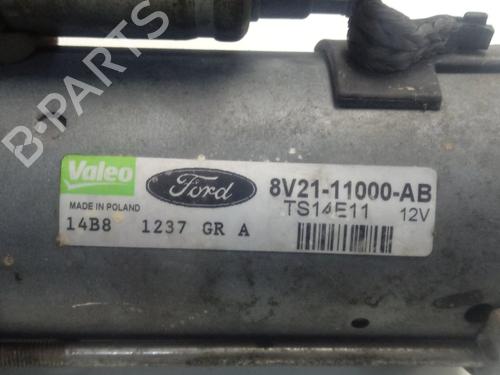 B-PARTS
Valeo
Ford
8V21-11000-AB
MADE IN POLAND
TS14E11 12V
14B8 1237 GR A